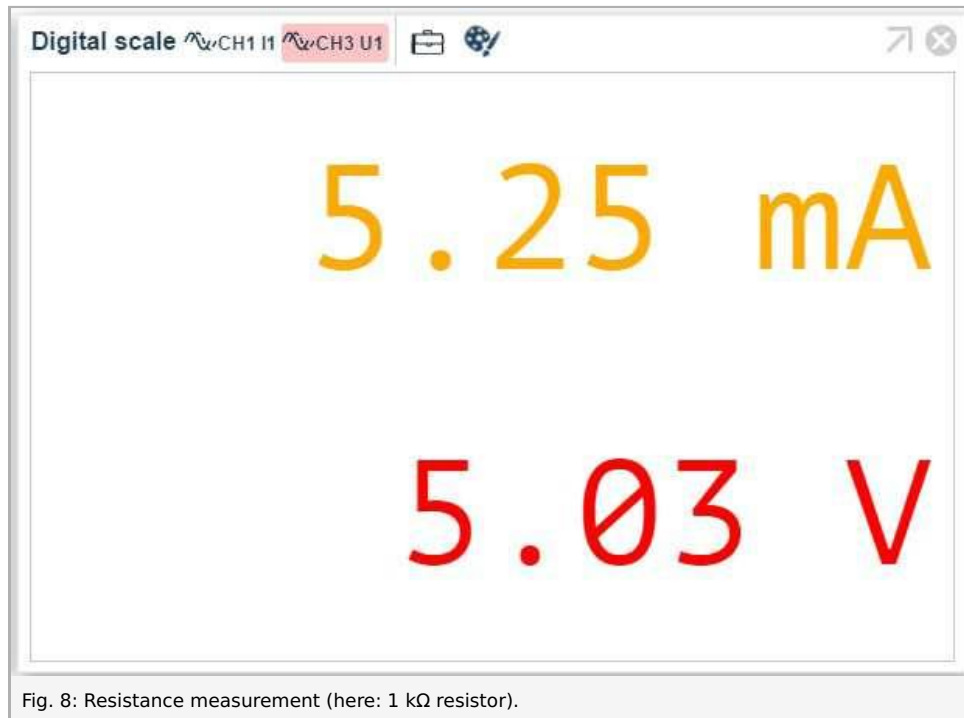 Digital scale CH1 I1 CH3 U1
5.25 mA
5.03 V
Fig. 8: Resistance measurement (here: 1 kΩ resistor).